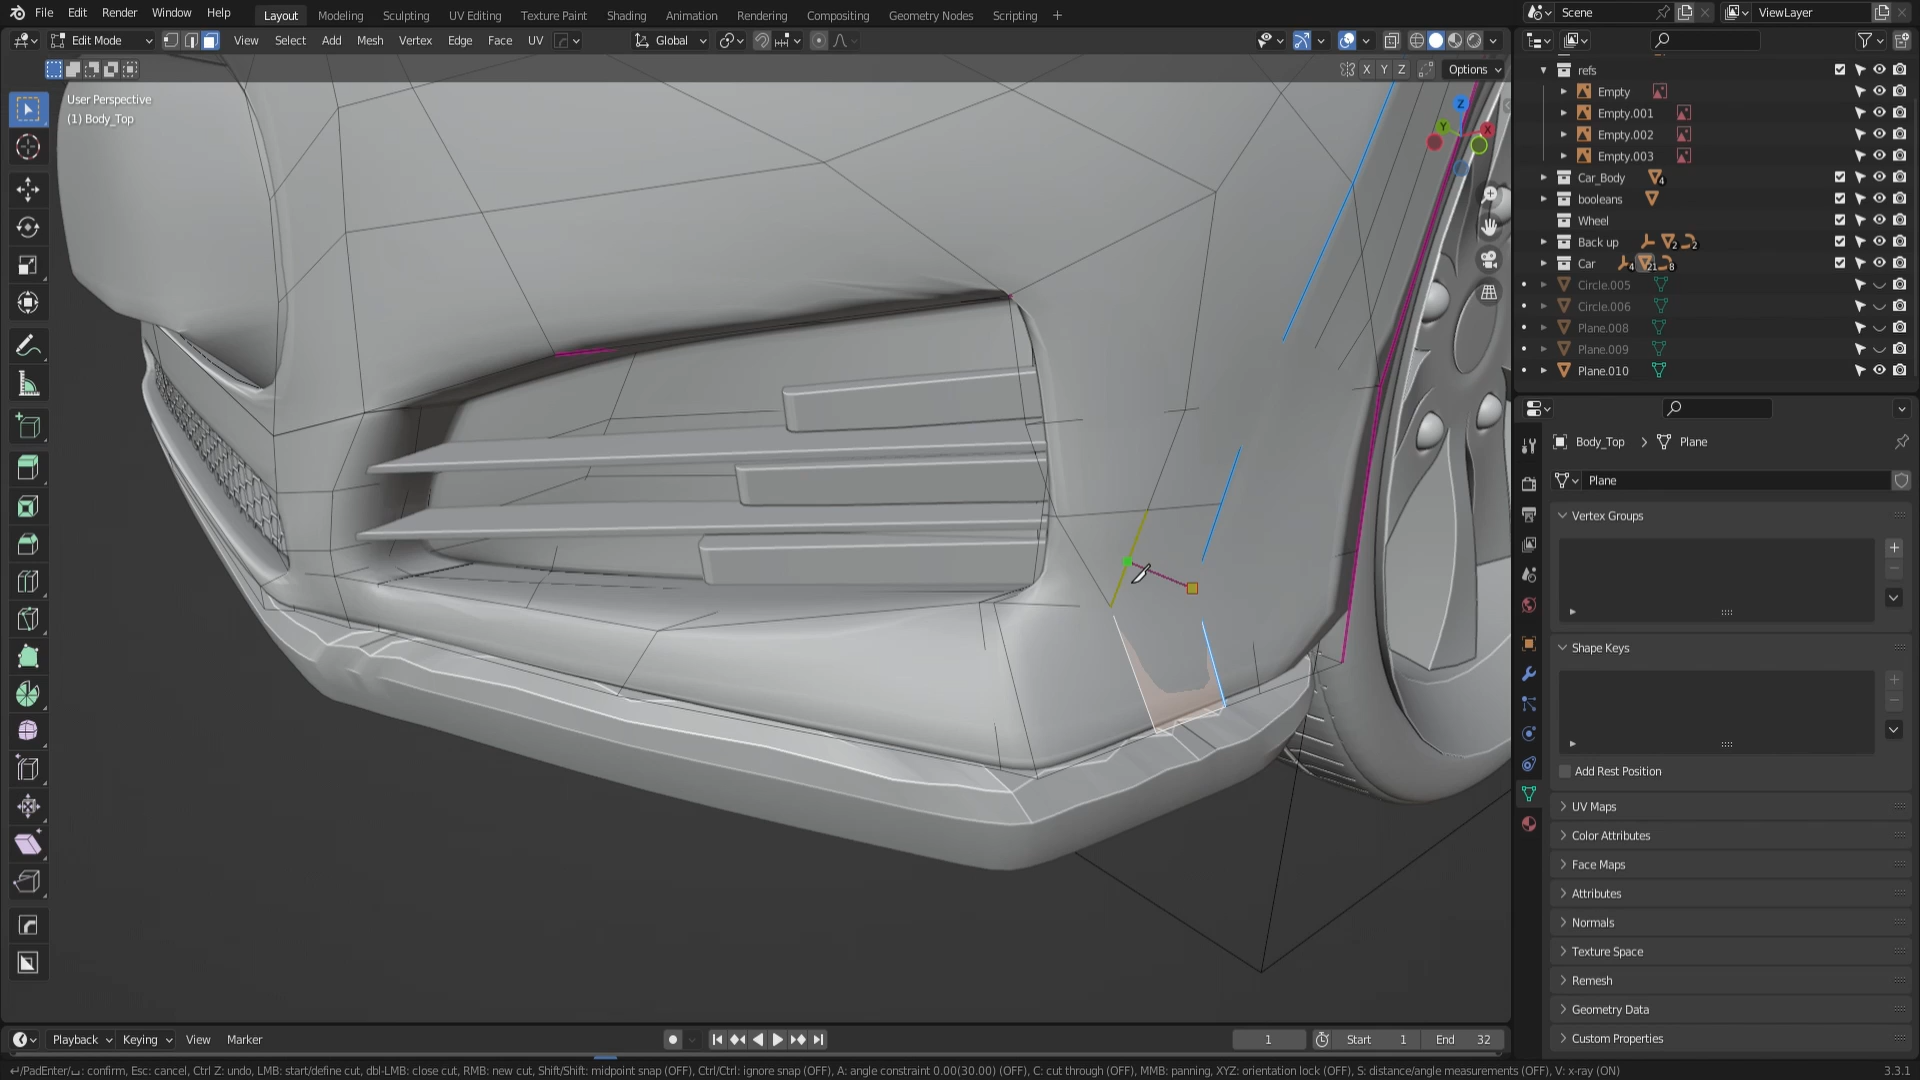 File Edit Render Window Help Layout Modeling Sculpting UV Editing Texture Paint Shading Animation Rendering Compositing Geometry Nodes Scripting + Scene ViewLayer
Edit Mode View Select Add Mesh Vertex Edge Face UV Global
X Y Z Options
User Perspective
(1) Body_Top
Z
Y
X
refs
Empty
Empty.001
Empty.002
Empty.003
Car_Body 4
booleans
Wheel
Back up 2 2
Car 4 21 8
Circle.005
Circle.006
Plane.008
Plane.009
Plane.010
Body_Top > Plane
Plane
Vertex Groups
Shape Keys
Add Rest Position
UV Maps
Color Attributes
Face Maps
Attributes
Normals
Texture Space
Remesh
Geometry Data
Custom Properties
Playback Keying View Marker 1 Start 1 End 32
/PadEnter/␣: confirm, Esc: cancel, Ctrl Z: undo, LMB: start/define cut, dbl-LMB: close cut, RMB: new cut, Shift/Shift: midpoint snap (OFF), Ctrl/Ctrl: ignore snap (OFF), A: angle constraint 0.00(30.00) (OFF), C: cut through (OFF), MMB: panning, XYZ: orientation lock (OFF), S: distance/angle measurements (OFF), V: x-ray (ON) 3.3.1